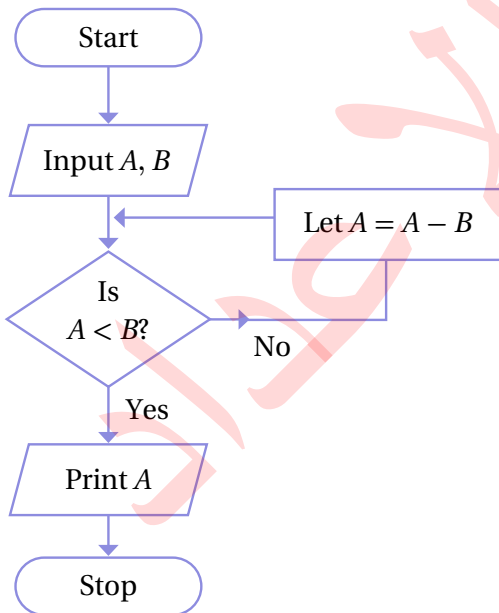 Start
Input A, B
Let A = A − B
Is
A < B?
No
Yes
Print A
Stop